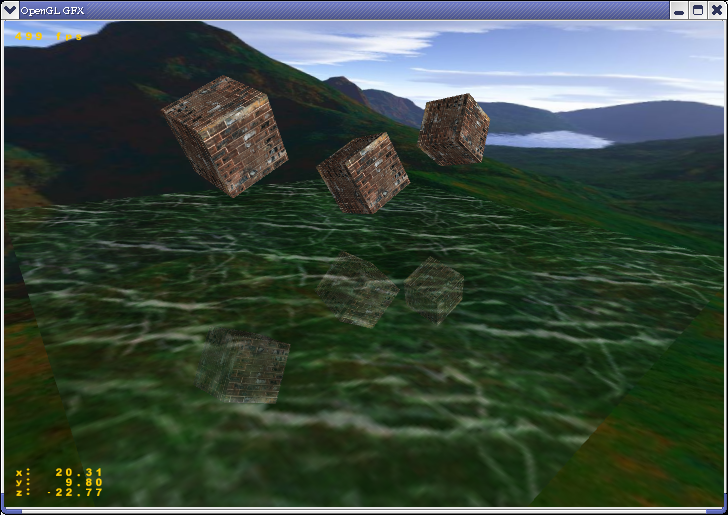 OpenGL GFX
fps
x: 20.31
y: 9.80
z: -22.77